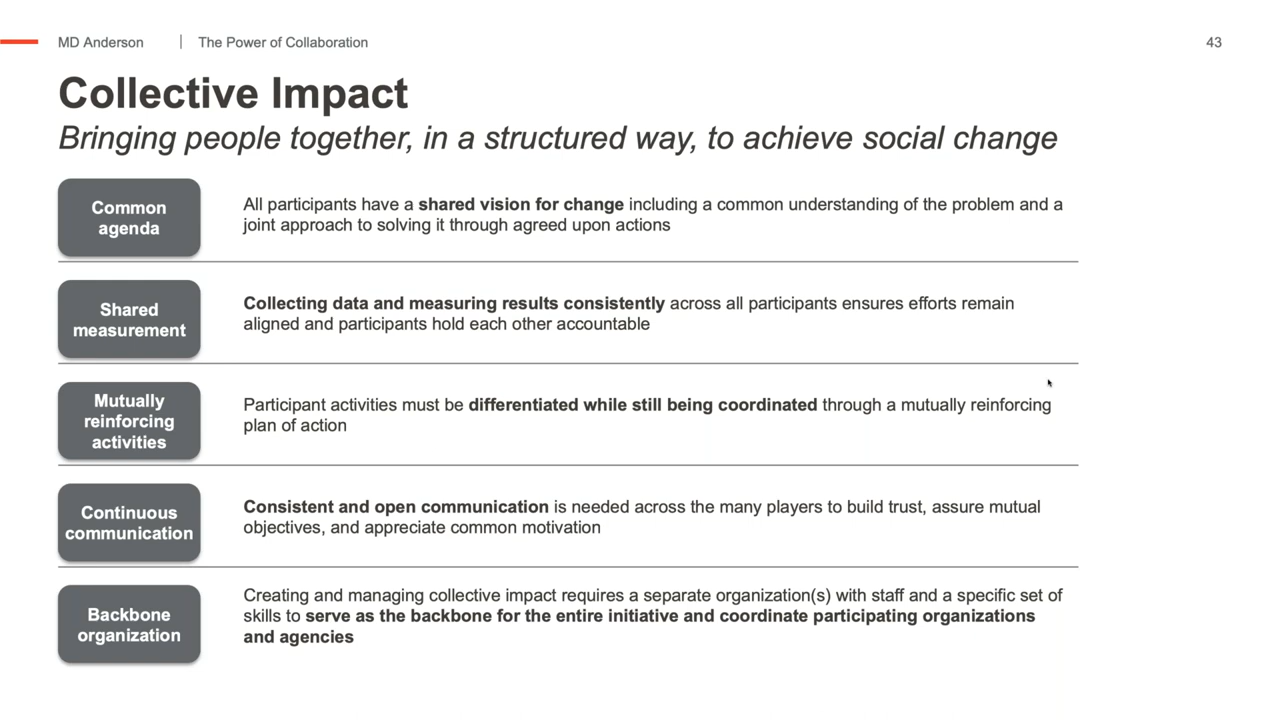 MD Anderson | The Power of Collaboration 43
Collective Impact
Bringing people together, in a structured way, to achieve social change
Common
agenda
All participants have a shared vision for change including a common understanding of the problem and a
joint approach to solving it through agreed upon actions
Shared
measurement
Collecting data and measuring results consistently across all participants ensures efforts remain
aligned and participants hold each other accountable
Mutually
reinforcing
activities
Participant activities must be differentiated while still being coordinated through a mutually reinforcing
plan of action
Continuous
communication
Consistent and open communication is needed across the many players to build trust, assure mutual
objectives, and appreciate common motivation
Backbone
organization
Creating and managing collective impact requires a separate organization(s) with staff and a specific set of
skills to serve as the backbone for the entire initiative and coordinate participating organizations
and agencies